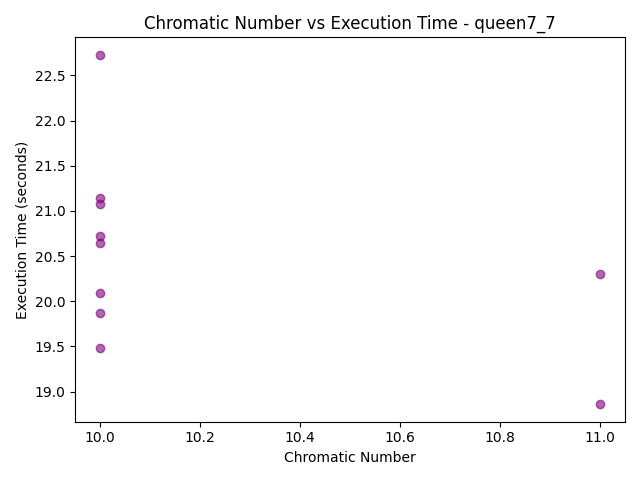 Chromatic Number vs Execution Time - queen7_7
Execution Time (seconds)
22.5
22.0
21.5
21.0
20.5
20.0
19.5
19.0
10.0 10.2 10.4 10.6 10.8 11.0
Chromatic Number